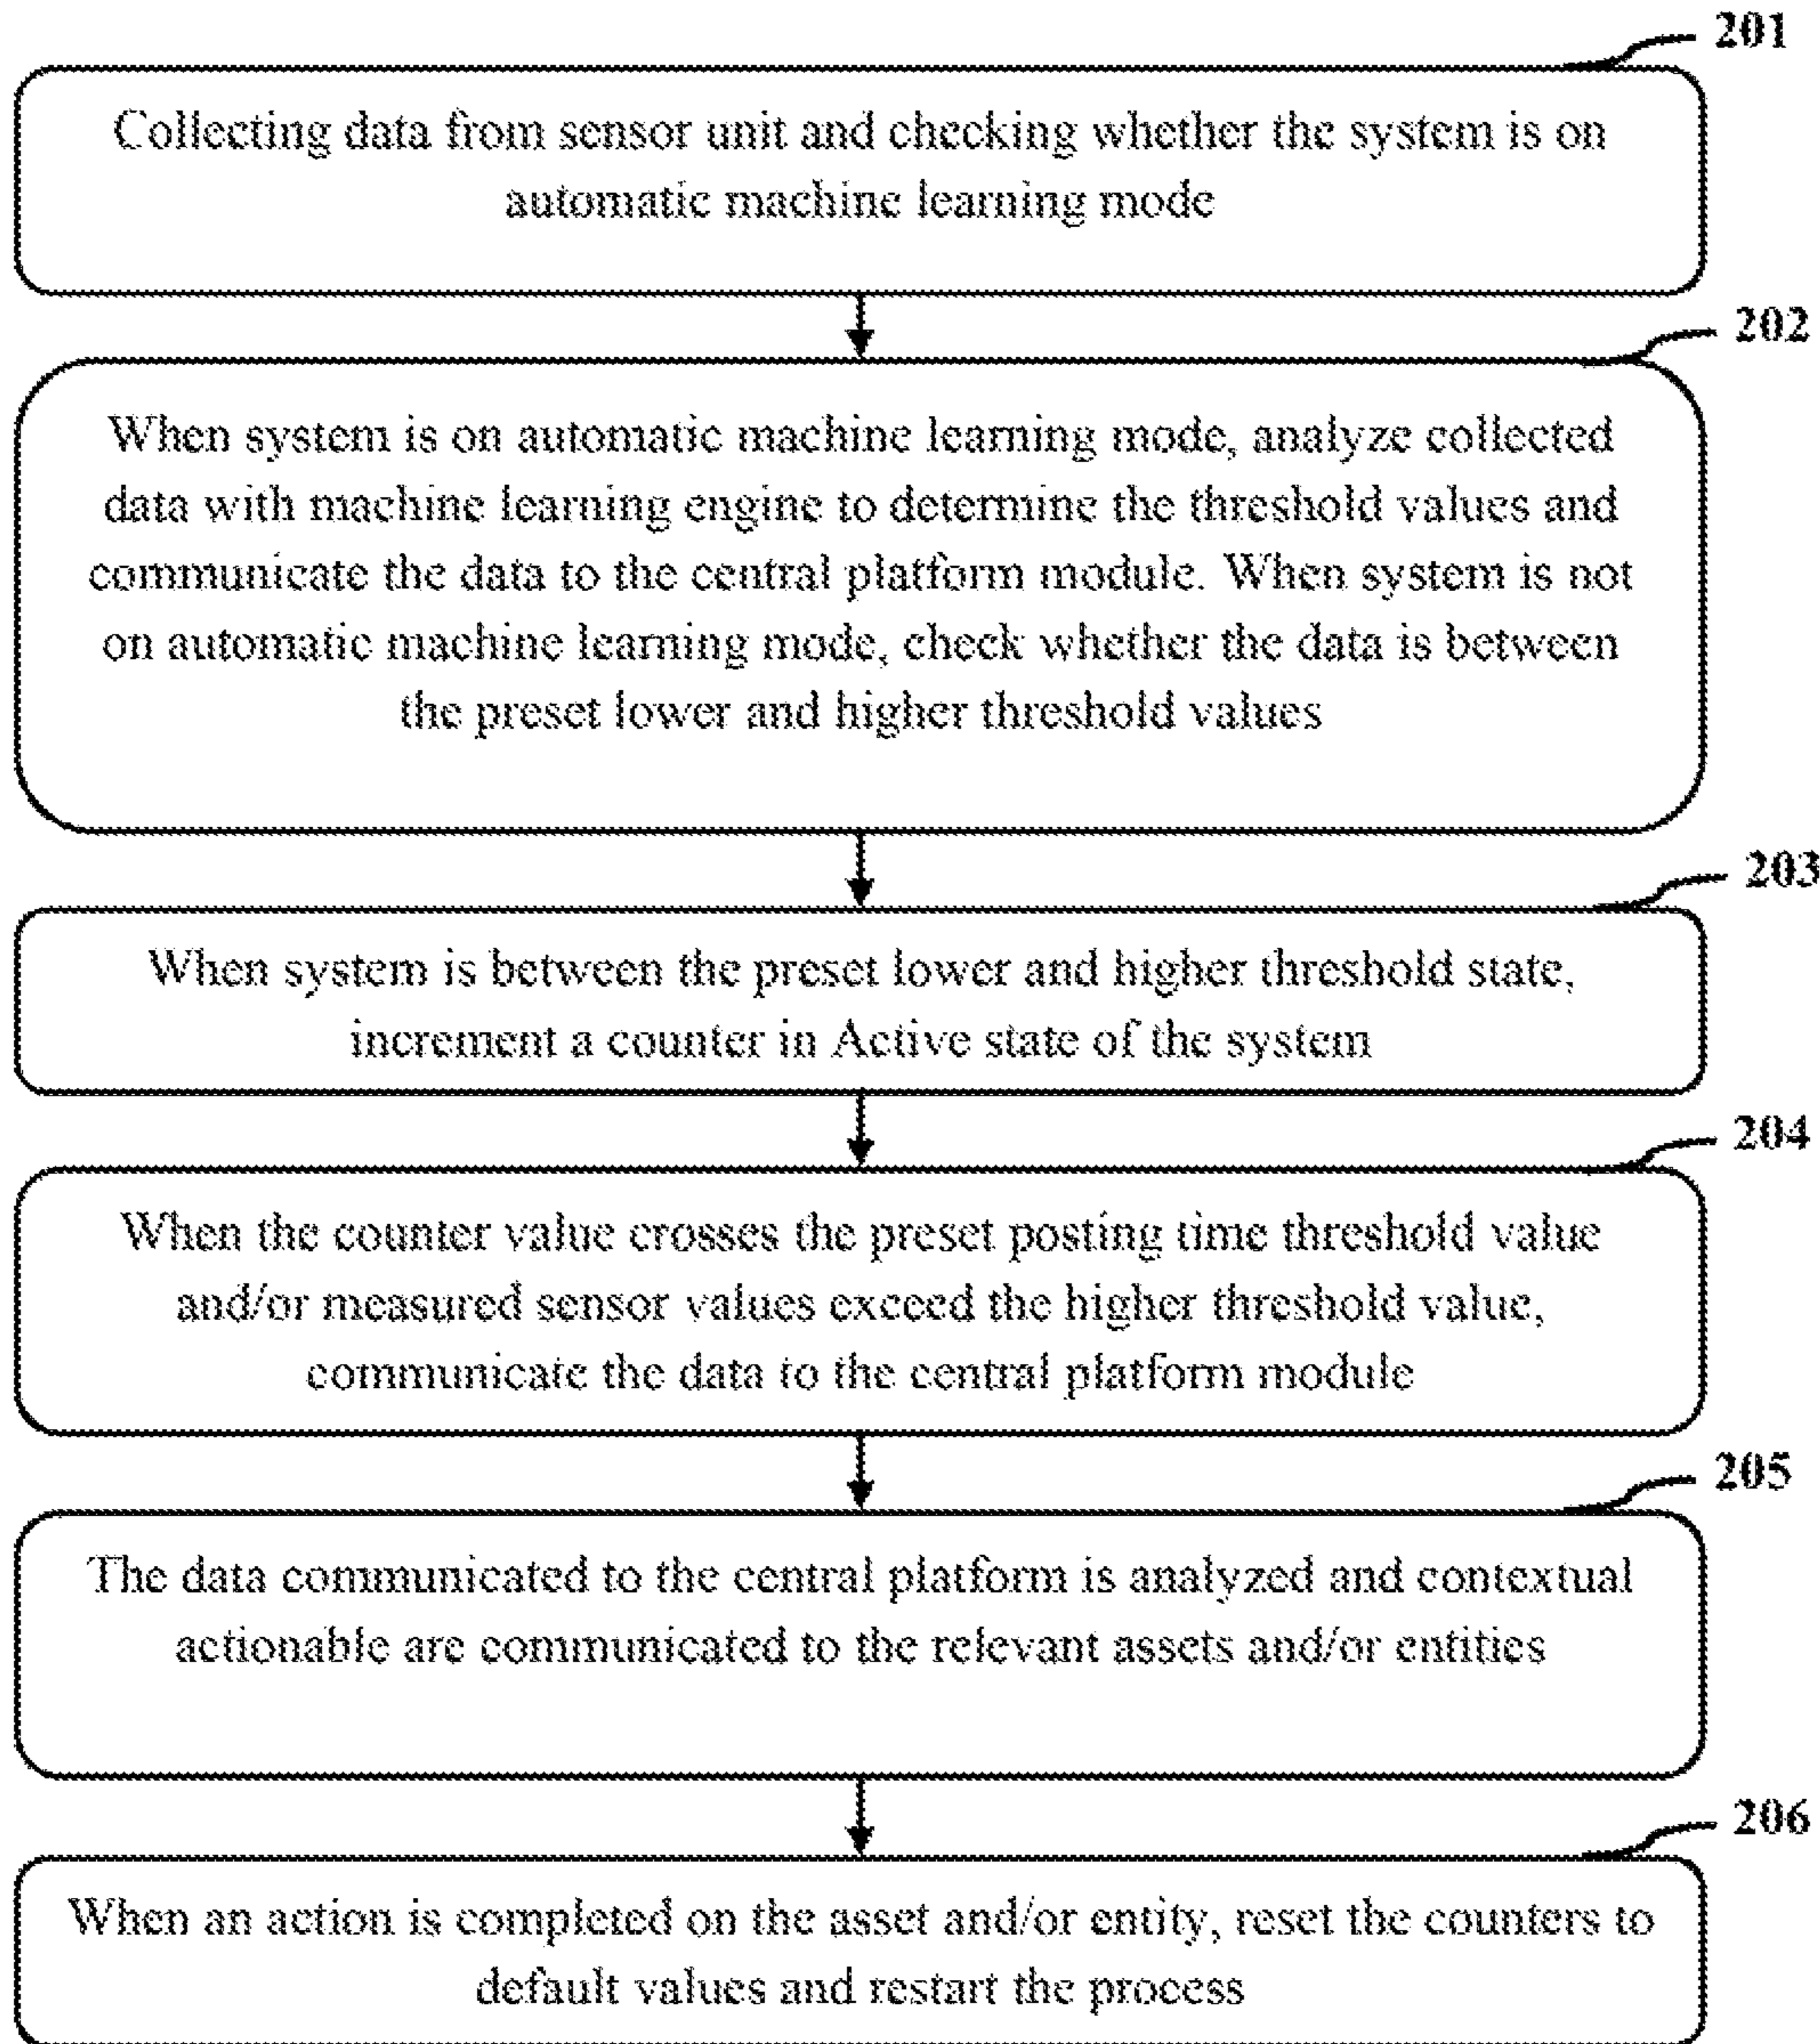 201
Collecting data from sensor unit and checking whether the system is on
automatic machine learning mode
202
When system is on automatic machine learning mode, analyze collected
data with machine learning engine to determine the threshold values and
communicate the data to the central platform module. When system is not
on automatic machine learning mode, check whether the data is between
the preset lower and higher threshold values
203
When system is between the preset lower and higher threshold state,
increment a counter in Active state of the system
204
When the counter value crosses the preset posting time threshold value
and/or measured sensor values exceed the higher threshold value,
communicate the data to the central platform module
205
The data communicated to the central platform is analyzed and contextual
actionable are communicated to the relevant assets and/or entities
206
When an action is completed on the asset and/or entity, reset the counters to
default values and restart the process